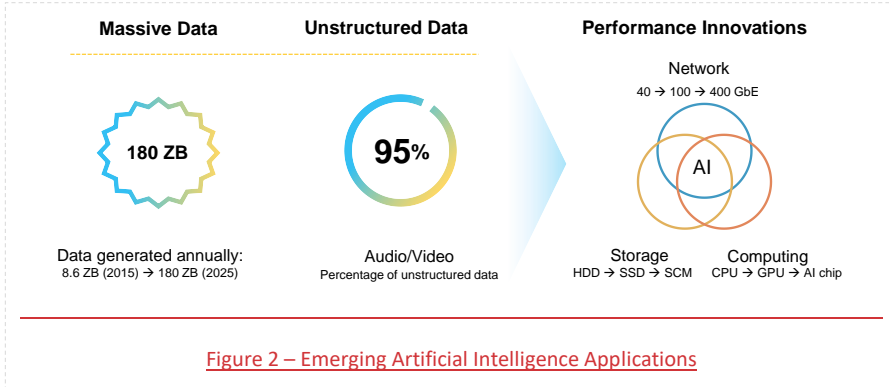 Massive Data
Unstructured Data
Performance Innovations
180 ZB
Data generated annually:
8.6 ZB (2015) → 180 ZB (2025)
95%
Audio/Video
Percentage of unstructured data
Network
40 → 100 → 400 GbE
AI
Storage
HDD → SSD → SCM
Computing
CPU → GPU → AI chip
Figure 2 – Emerging Artificial Intelligence Applications